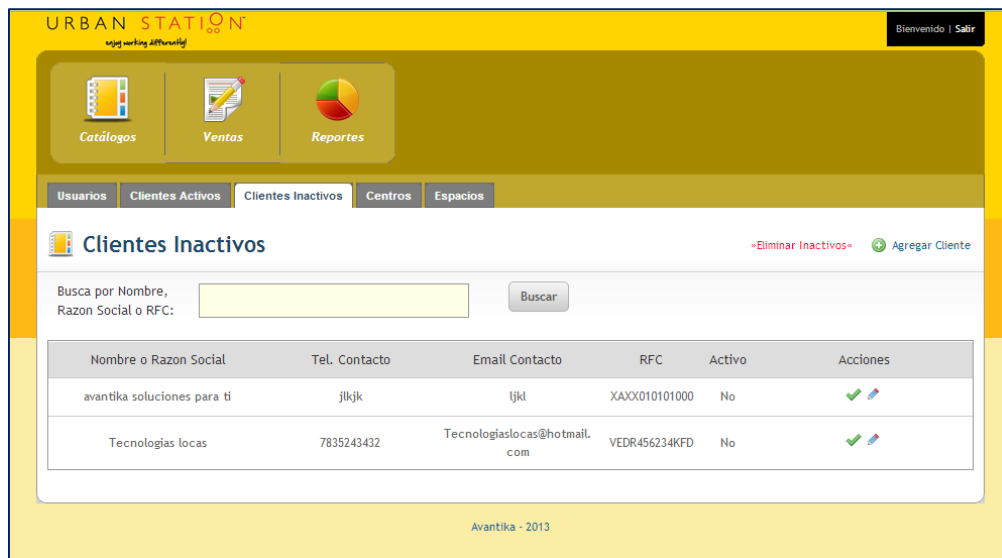 URBAN STATION
enjoy working differently!
Bienvenido | Salir
Catálogos
Ventas
Reportes
Usuarios
Clientes Activos
Clientes Inactivos
Centros
Espacios
Clientes Inactivos
»Eliminar Inactivos«
Agregar Cliente
Busca por Nombre,
Razon Social o RFC:
Buscar
Nombre o Razon Social Tel. Contacto Email Contacto RFC Activo Acciones
avantika soluciones para ti jlkjk ljkl XAXX010101000 No
Tecnologias locas 7835243432 Tecnologiaslocas@hotmail.
com VEDR456234KFD No
Avantika - 2013